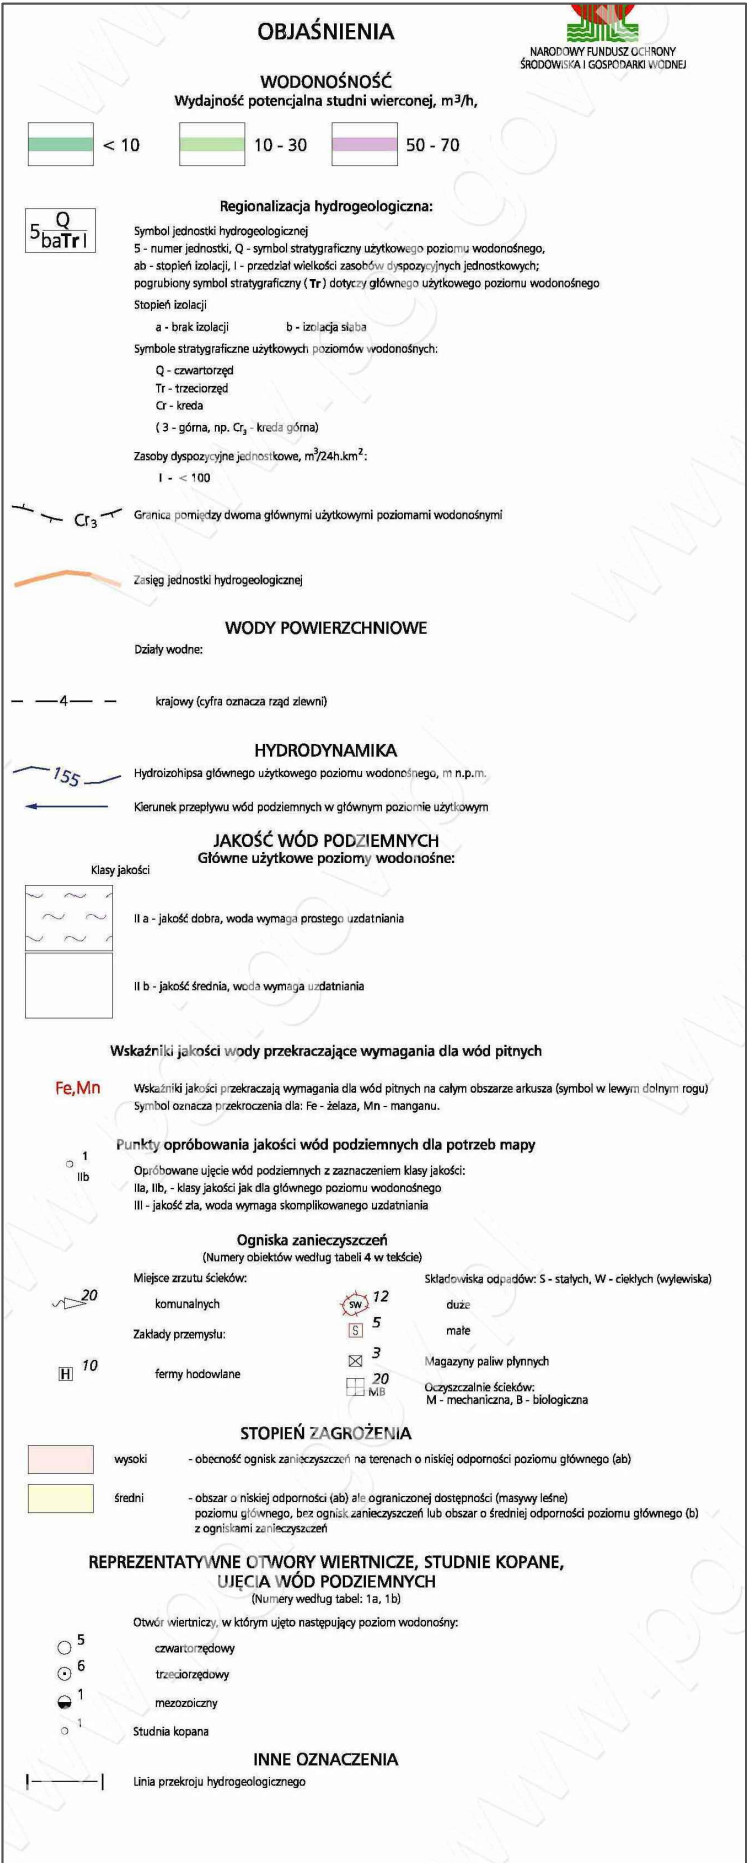 OBJAŚNIENIA
NARODOWY FUNDUSZ OCHRONY
ŚRODOWISKA I GOSPODARKI WODNEJ
WODONOŚNOŚĆ
Wydajność potencjalna studni wierconej, m³/h,
< 10
10 - 30
50 - 70
Regionalizacja hydrogeologiczna:
5 Q
baTr I
Symbol jednostki hydrogeologicznej
5 - numer jednostki, Q - symbol stratygraficzny użytkowego poziomu wodonośnego,
ab - stopień izolacji, I - przedział wielkości zasobów dyspozycyjnych jednostkowych;
pogrubiony symbol stratygraficzny ( Tr ) dotyczy głównego użytkowego poziomu wodonośnego
Stopień izolacji
a - brak izolacji b - izolacja słaba
Symbole stratygraficzne użytkowych poziomów wodonośnych:
Q - czwartorzęd
Tr - trzeciorzęd
Cr - kreda
( 3 - górna, np. Cr₃ - kreda górna)
Zasoby dyspozycyjne jednostkowe, m³/24h.km²:
I - < 100
Cr₃
Granica pomiędzy dwoma głównymi użytkowymi poziomami wodonośnymi
Zasięg jednostki hydrogeologicznej
WODY POWIERZCHNIOWE
Działy wodne:
4
krajowy (cyfra oznacza rząd zlewni)
HYDRODYNAMIKA
155
Hydroizohipsa głównego użytkowego poziomu wodonośnego, m n.p.m.
Kierunek przepływu wód podziemnych w głównym poziomie użytkowym
JAKOŚĆ WÓD PODZIEMNYCH
Główne użytkowe poziomy wodonośne:
Klasy jakości
II a - jakość dobra, woda wymaga prostego uzdatniania
II b - jakość średnia, woda wymaga uzdatniania
Wskaźniki jakości wody przekraczające wymagania dla wód pitnych
Fe,Mn
Wskaźniki jakości przekraczają wymagania dla wód pitnych na całym obszarze arkusza (symbol w lewym dolnym rogu)
Symbol oznacza przekroczenia dla: Fe - żelaza, Mn - manganu.
Punkty opróbowania jakości wód podziemnych dla potrzeb mapy
1
IIb
Opróbowane ujęcie wód podziemnych z zaznaczeniem klasy jakości:
IIa, IIb, - klasy jakości jak dla głównego poziomu wodonośnego
III - jakość zła, woda wymaga skomplikowanego uzdatniania
Ogniska zanieczyszczeń
(Numery obiektów według tabeli 4 w tekście)
Miejsce zrzutu ścieków:
20
komunalnych
Zakłady przemysłu:
H 10
fermy hodowlane
Składowiska odpadów: S - stałych, W - ciekłych (wylewiska)
SW 12
duże
S 5
małe
3
Magazyny paliw płynnych
20
MB
Oczyszczalnie ścieków:
M - mechaniczna, B - biologiczna
STOPIEŃ ZAGROŻENIA
wysoki - obecność ognisk zanieczyszczeń na terenach o niskiej odporności poziomu głównego (ab)
średni - obszar o niskiej odporności (ab) ale ograniczonej dostępności (masywy leśne)
poziomu głównego, bez ognisk zanieczyszczeń lub obszar o średniej odporności poziomu głównego (b)
z ogniskami zanieczyszczeń
REPREZENTATYWNE OTWORY WIERTNICZE, STUDNIE KOPANE,
UJĘCIA WÓD PODZIEMNYCH
(Numery według tabel: 1a, 1b)
Otwór wiertniczy, w którym ujęto następujący poziom wodonośny:
5
czwartorzędowy
6
trzeciorzędowy
1
mezozoiczny
1
Studnia kopana
INNE OZNACZENIA
Linia przekroju hydrogeologicznego